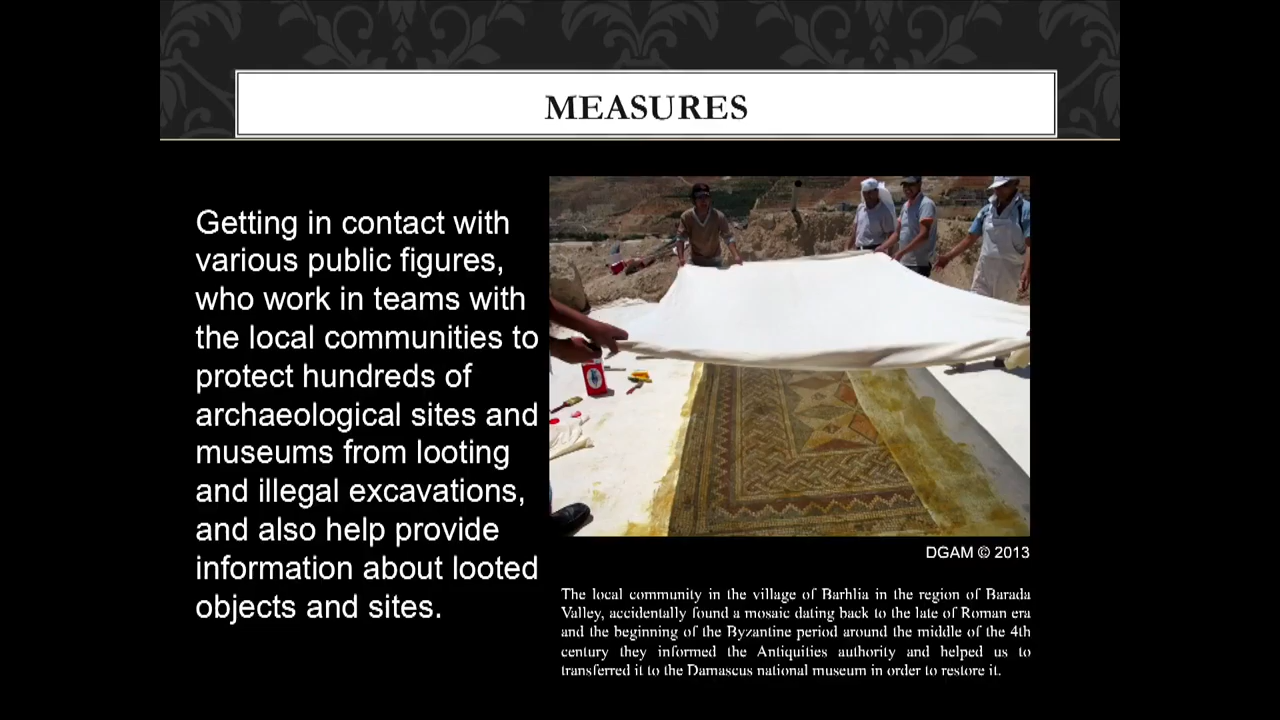 MEASURES
Getting in contact with
various public figures,
who work in teams with
the local communities to
protect hundreds of
archaeological sites and
museums from looting
and illegal excavations,
and also help provide
information about looted
objects and sites.
DGAM © 2013
The local community in the village of Barhlia in the region of Barada
Valley, accidentally found a mosaic dating back to the late of Roman era
and the beginning of the Byzantine period around the middle of the 4th
century they informed the Antiquities authority and helped us to
transferred it to the Damascus national museum in order to restore it.